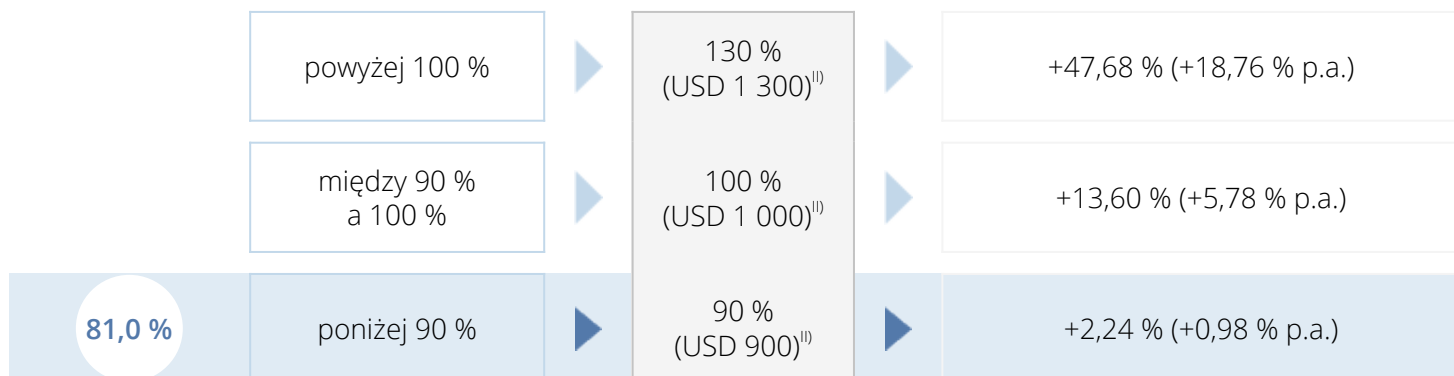 powyżej 100 %
130 %
(USD 1 300)II)
+47,68 % (+18,76 % p.a.)
między 90 %
a 100 %
100 %
(USD 1 000)II)
+13,60 % (+5,78 % p.a.)
81,0 %
poniżej 90 %
90 %
(USD 900)II)
+2,24 % (+0,98 % p.a.)